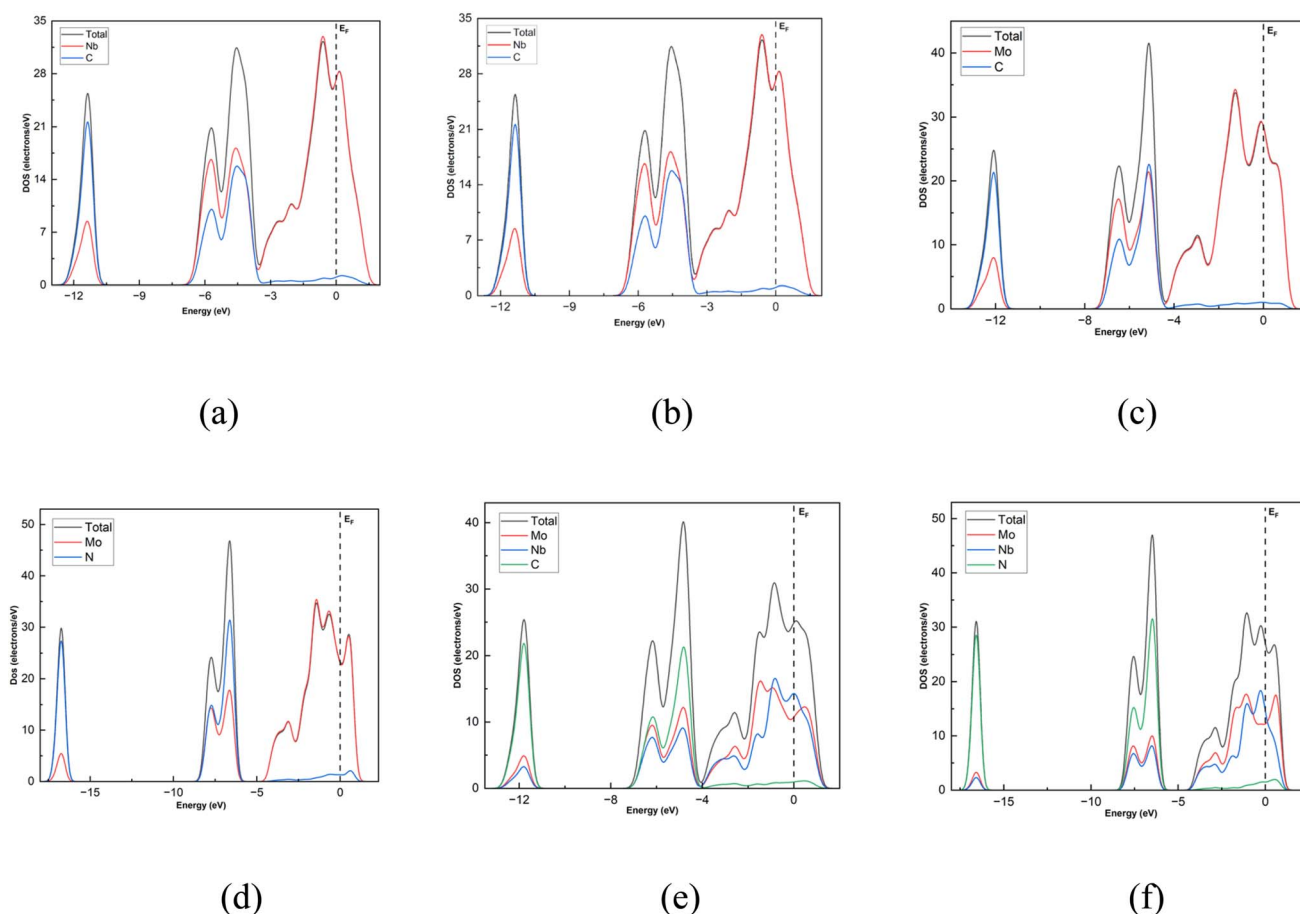 35
28
21
14
7
0
DOS (electrons/eV)
Total
Nb
C
E_F
−12 −9 −6 −3 0
Energy (eV)
(a)
35
28
21
14
7
0
DOS (electrons/eV)
Total
Nb
C
E_F
−12 −9 −6 −3 0
Energy (eV)
(b)
40
30
20
10
0
DOS (electrons/eV)
Total
Mo
C
E_F
−12 −8 −4 0
Energy (eV)
(c)
50
40
30
20
10
0
Dos (electrons/eV)
Total
Mo
N
E_F
−15 −10 −5 0
Energy (eV)
(d)
40
30
20
10
0
DOS (electrons/eV)
Total
Mo
Nb
C
E_F
−12 −8 −4 0
Energy (eV)
(e)
50
40
30
20
10
0
DOS (electrons/eV)
Total
Mo
Nb
N
E_F
−15 −10 −5 0
Energy (eV)
(f)